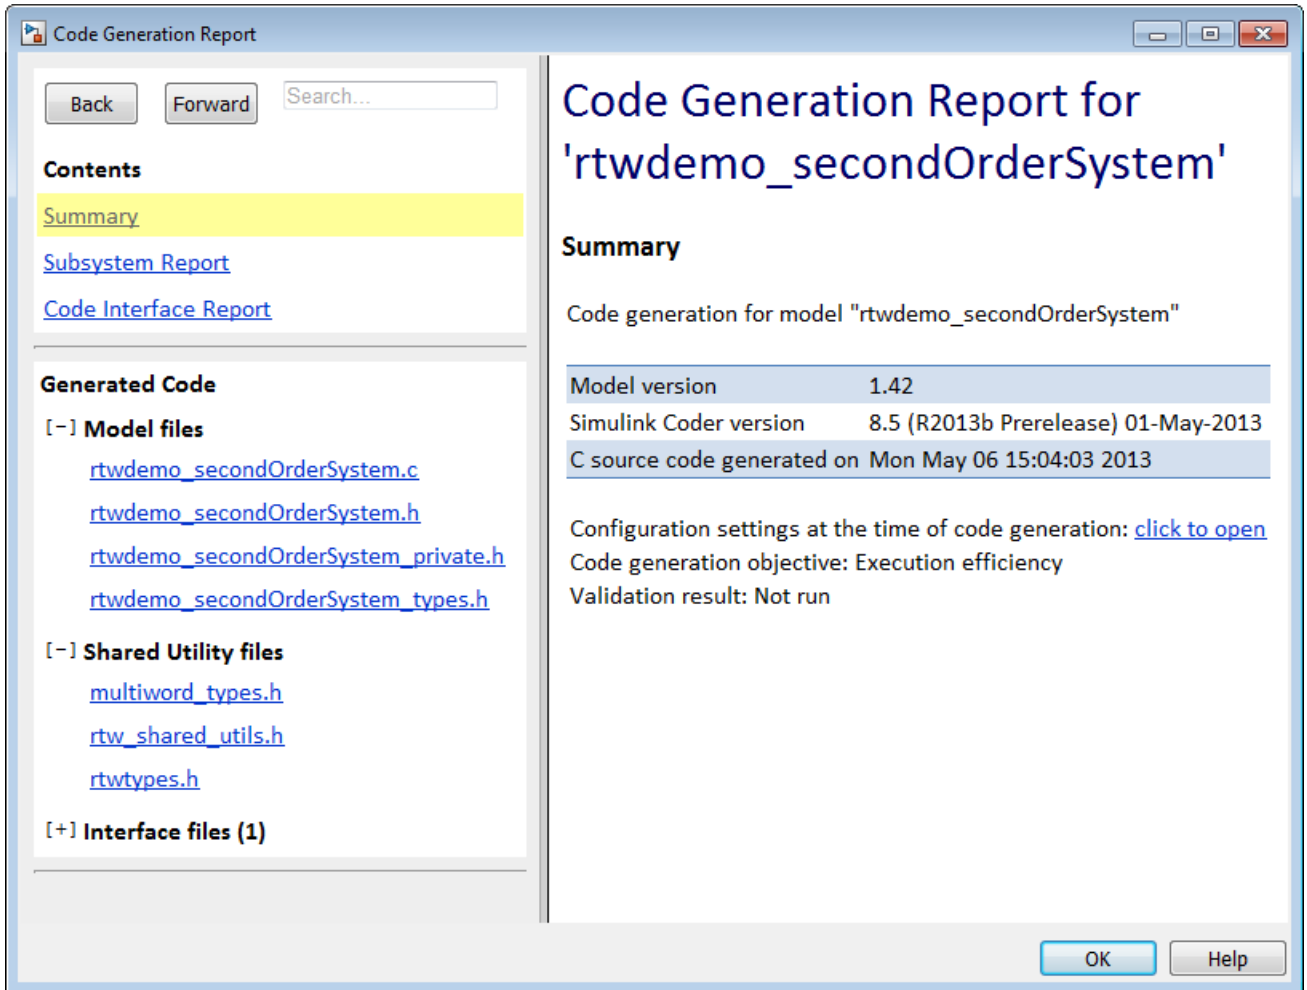 Code Generation Report
Back Forward Search...
Contents
Summary
Subsystem Report
Code Interface Report
Generated Code
[-] Model files
rtwdemo_secondOrderSystem.c
rtwdemo_secondOrderSystem.h
rtwdemo_secondOrderSystem_private.h
rtwdemo_secondOrderSystem_types.h
[-] Shared Utility files
multiword_types.h
rtw_shared_utils.h
rtwtypes.h
[+] Interface files (1)
Code Generation Report for
'rtwdemo_secondOrderSystem'
Summary
Code generation for model "rtwdemo_secondOrderSystem"
Model version 1.42
Simulink Coder version 8.5 (R2013b Prerelease) 01-May-2013
C source code generated on Mon May 06 15:04:03 2013
Configuration settings at the time of code generation: click to open
Code generation objective: Execution efficiency
Validation result: Not run
OK Help